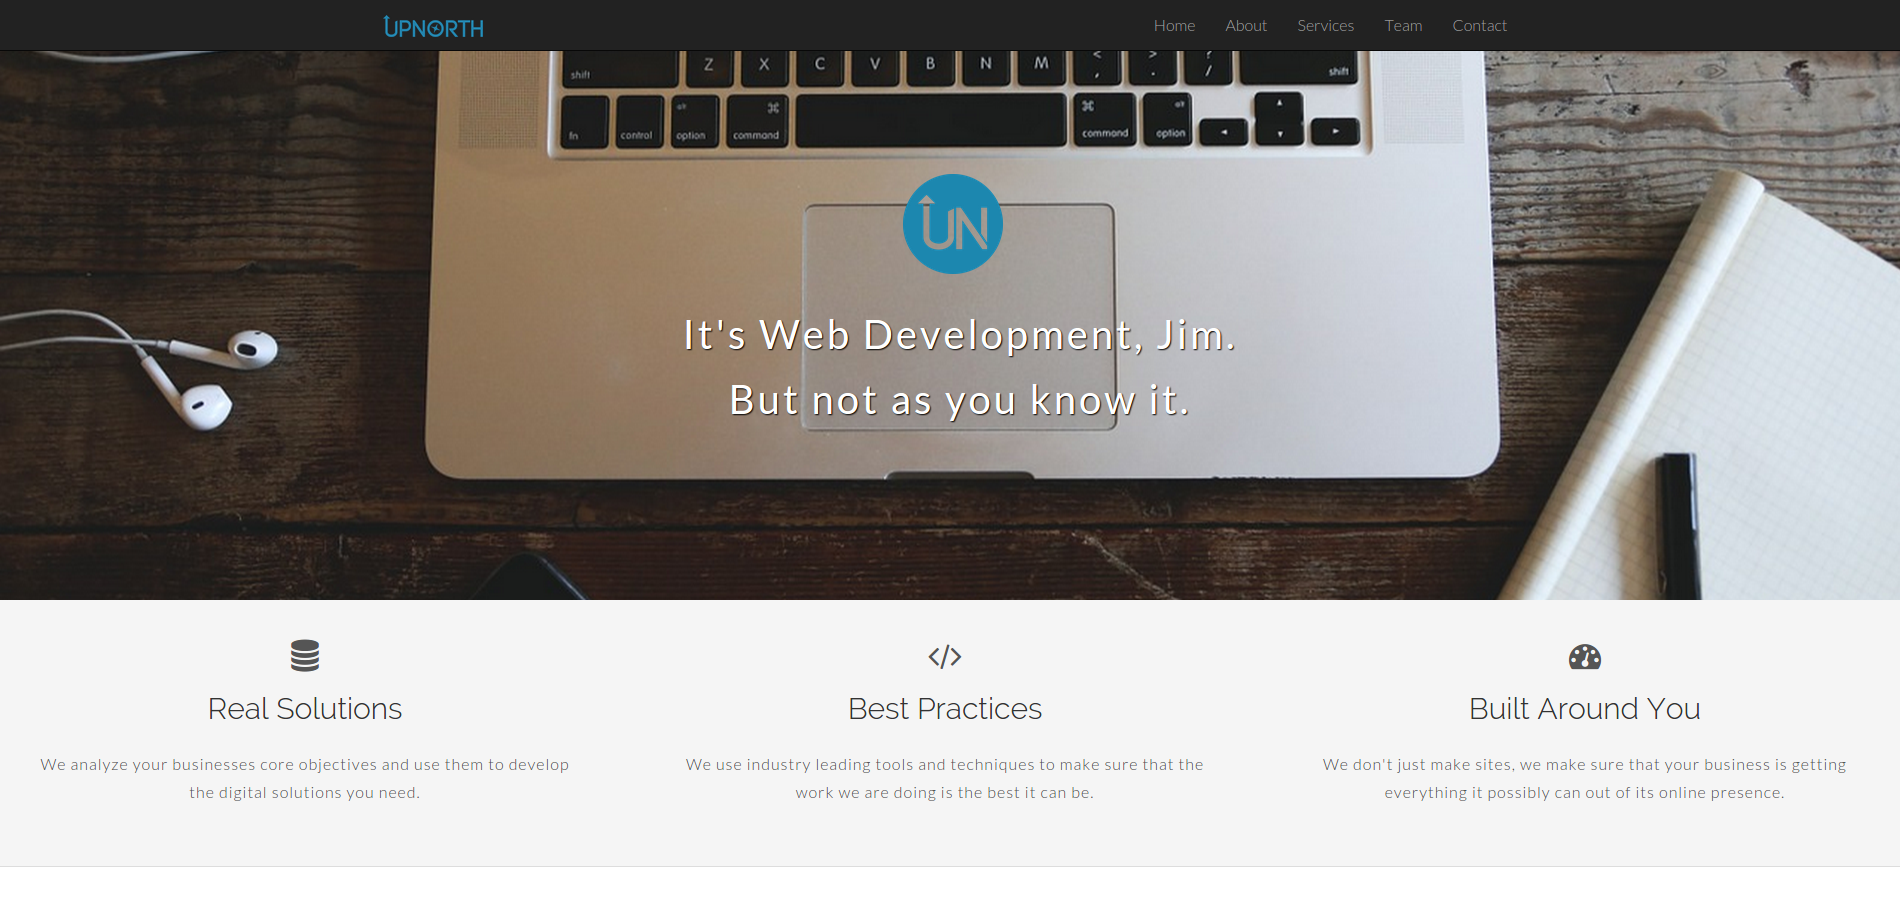 UPNORTH
Home About Services Team Contact
shift Z X C V B N M < , > . ? / shift
fn control alt option ⌘ command ⌘ command alt option
UN
It's Web Development, Jim.
But not as you know it.
Real Solutions
We analyze your businesses core objectives and use them to develop
the digital solutions you need.
Best Practices
We use industry leading tools and techniques to make sure that the
work we are doing is the best it can be.
Built Around You
We don't just make sites, we make sure that your business is getting
everything it possibly can out of its online presence.